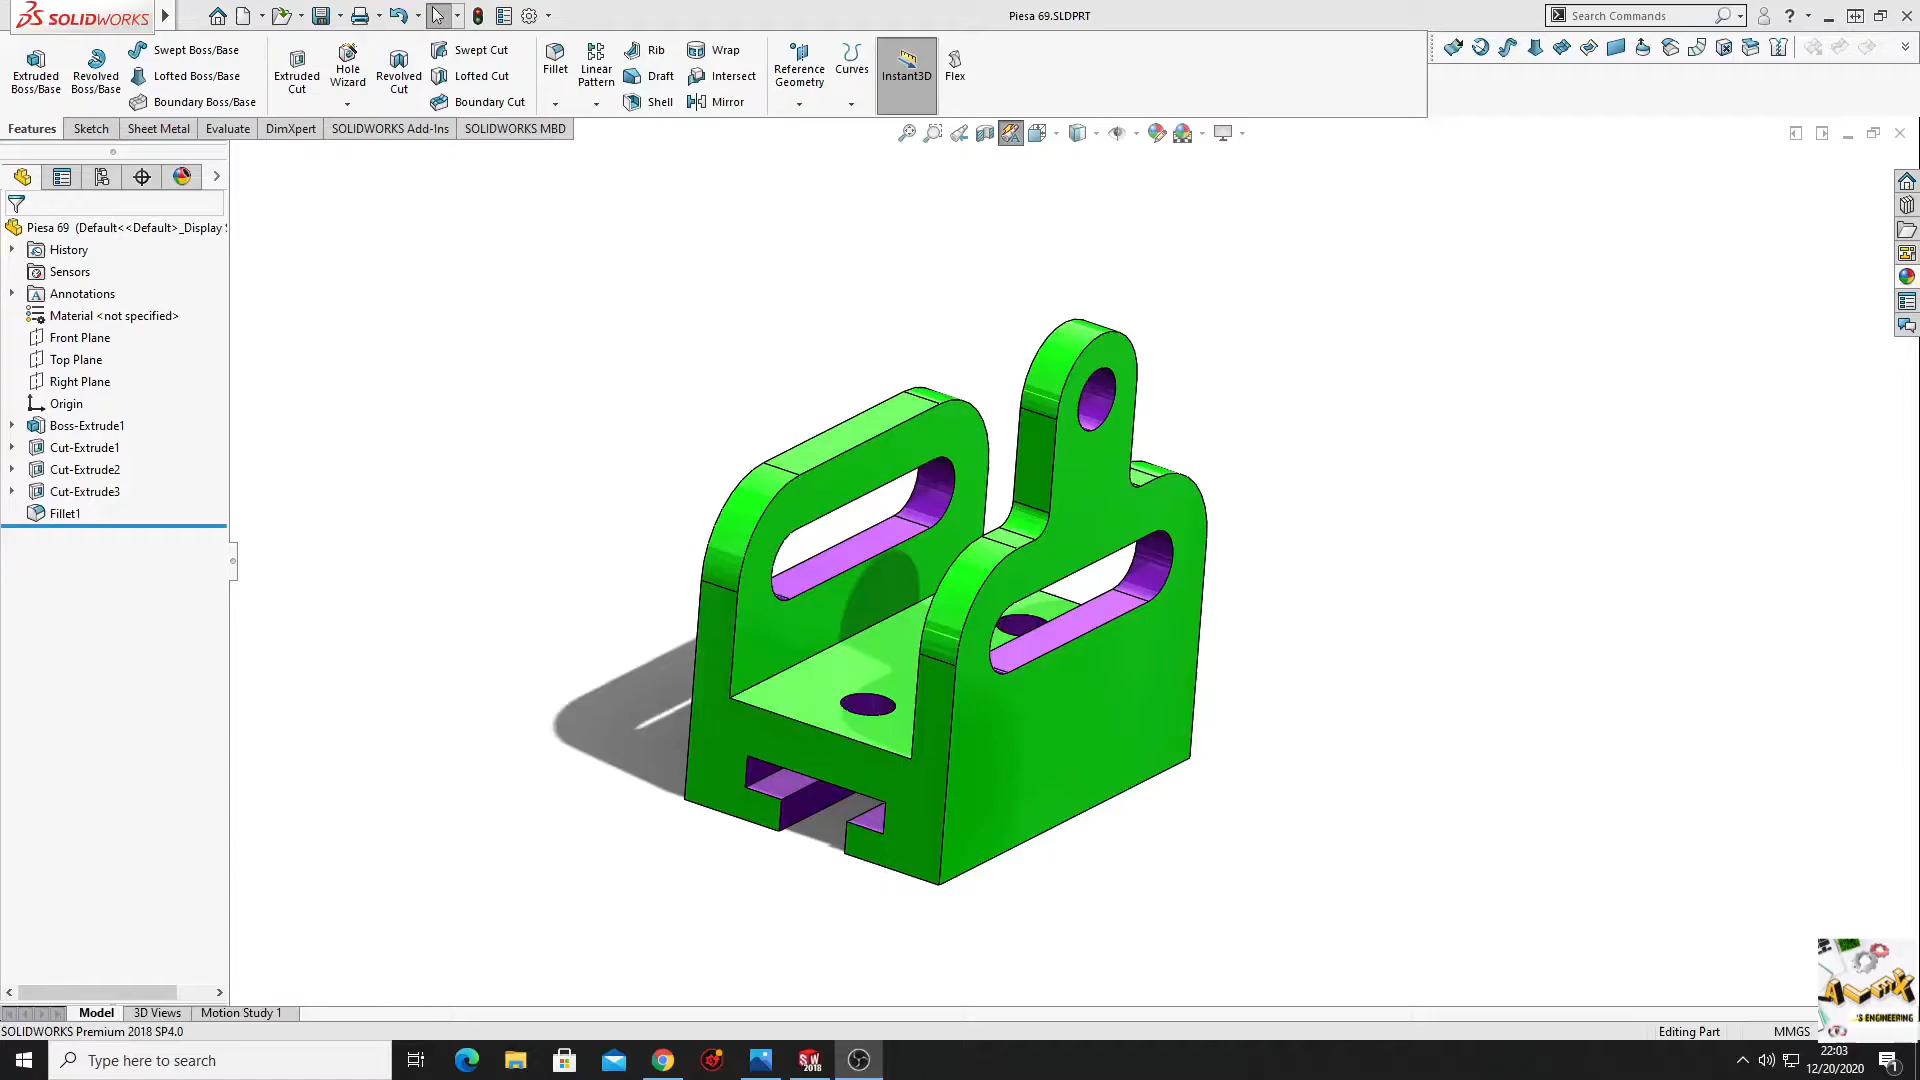 SOLIDWORKS
Piesa 69.SLDPRT
Search Commands
Extruded Boss/Base
Revolved Boss/Base
Swept Boss/Base
Lofted Boss/Base
Boundary Boss/Base
Extruded Cut
Hole Wizard
Revolved Cut
Swept Cut
Lofted Cut
Boundary Cut
Fillet
Linear Pattern
Rib
Draft
Shell
Wrap
Intersect
Mirror
Reference Geometry
Curves
Instant3D
Flex
Features
Sketch
Sheet Metal
Evaluate
DimXpert
SOLIDWORKS Add-Ins
SOLIDWORKS MBD
Piesa 69 (Default<<Default>_Display
History
Sensors
Annotations
Material <not specified>
Front Plane
Top Plane
Right Plane
Origin
Boss-Extrude1
Cut-Extrude1
Cut-Extrude2
Cut-Extrude3
Fillet1
Model
3D Views
Motion Study 1
SOLIDWORKS Premium 2018 SP4.0
Editing Part
MMGS
ALEX
'S ENGINEERING
Type here to search
SW
2018
22:03
12/20/2020
1